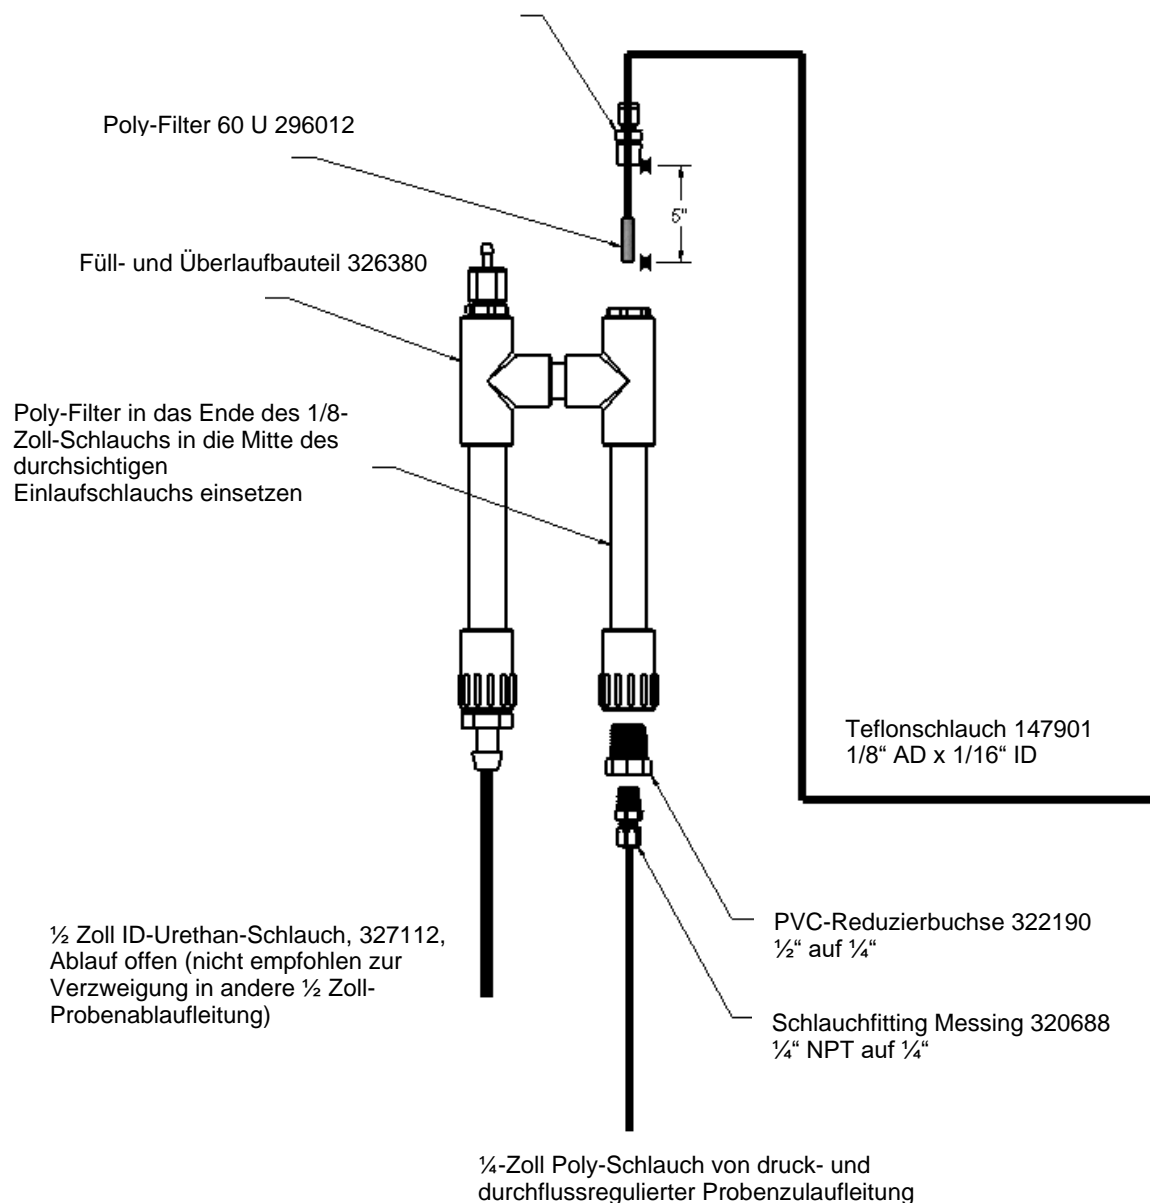 Poly-Filter 60 U 296012
5"
Füll- und Überlaufbauteil 326380
Poly-Filter in das Ende des 1/8-
Zoll-Schlauchs in die Mitte des
durchsichtigen
Einlaufschlauchs einsetzen
Teflonschlauch 147901
1/8“ AD x 1/16“ ID
PVC-Reduzierbuchse 322190
½“ auf ¼“
½ Zoll ID-Urethan-Schlauch, 327112,
Ablauf offen (nicht empfohlen zur
Verzweigung in andere ½ Zoll-
Probenablaufleitung)
Schlauchfitting Messing 320688
¼“ NPT auf ¼“
¼-Zoll Poly-Schlauch von druck- und
durchflussregulierter Probenzulaufleitung